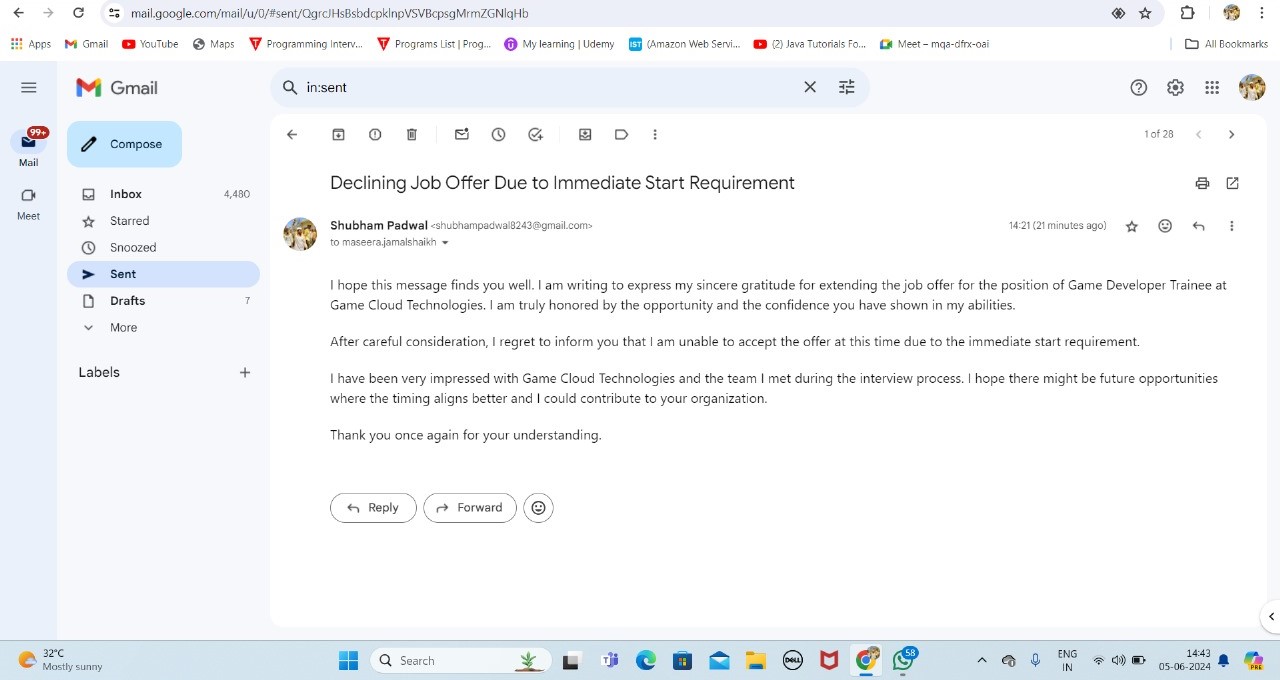 mail.google.com/mail/u/0/#sent/QgrcJHsBsbdcpklnpVSVBcpsgMrmZGNlqHb
Apps Gmail YouTube Maps Programming Interv... Programs List | Prog... My learning | Udemy (Amazon Web Servi... (2) Java Tutorials Fo... Meet – mqa-dfrx-oai All Bookmarks
Gmail
in:sent
99+
Mail
Meet
Compose
Inbox 4,480
Starred
Snoozed
Sent
Drafts 7
More
Labels
1 of 28
Declining Job Offer Due to Immediate Start Requirement
Shubham Padwal <shubhampadwal8243@gmail.com>
14:21 (21 minutes ago)
to maseera.jamalshaikh
I hope this message finds you well. I am writing to express my sincere gratitude for extending the job offer for the position of Game Developer Trainee at
Game Cloud Technologies. I am truly honored by the opportunity and the confidence you have shown in my abilities.
After careful consideration, I regret to inform you that I am unable to accept the offer at this time due to the immediate start requirement.
I have been very impressed with Game Cloud Technologies and the team I met during the interview process. I hope there might be future opportunities
where the timing aligns better and I could contribute to your organization.
Thank you once again for your understanding.
Reply Forward
32°C
Mostly sunny
Search
DELL
58
ENG
IN
14:43
05-06-2024
PRE